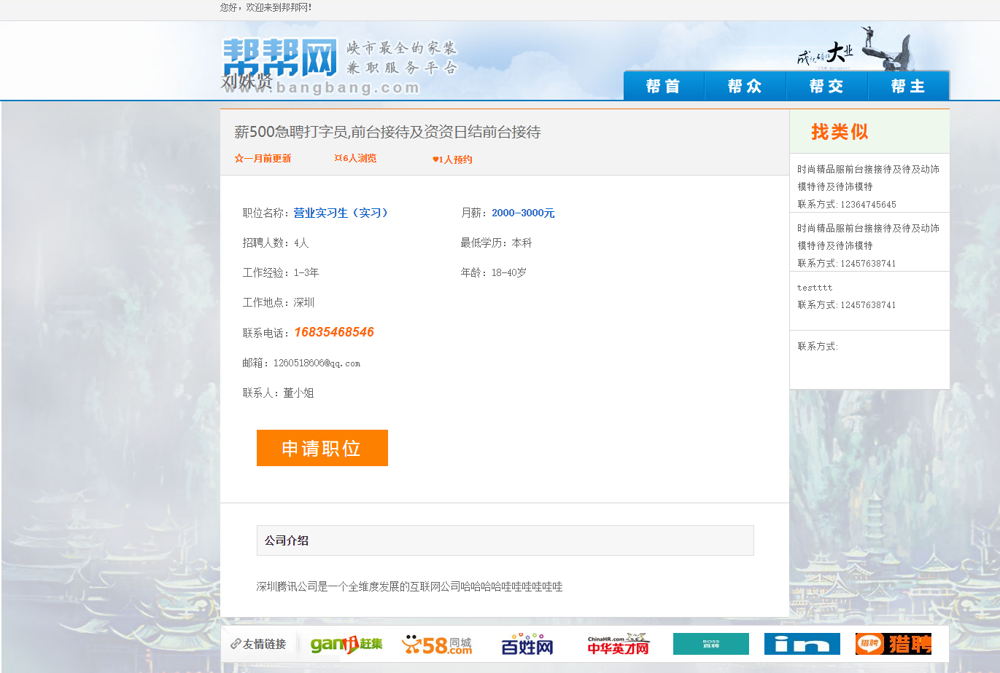 您好，欢迎来到邦邦网！
帮帮网
峡市最全的家装
兼职服务平台
刘姝贤
www.bangbang.com
大业
帮首
帮众
帮交
帮主
薪500急聘打字员,前台接待及资资日结前台接待
☆一月前更新
¤6人浏览
♥1人预约
职位名称：营业实习生（实习）
月薪：2000-3000元
招聘人数：4人
最低学历：本科
工作经验：1-3年
年龄：18-40岁
工作地点：深圳
联系电话：16835468546
邮箱：1260518606@qq.com
联系人：董小姐
申请职位
公司介绍
深圳腾讯公司是一个全维度发展的互联网公司哈哈哈哈哇哇哇哇哇哇
找类似
时尚精品服前台接接待及待及动饰
模特待及待饰模特
联系方式:12364745645
时尚精品服前台接接待及待及动饰
模特待及待饰模特
联系方式:12457638741
testttt
联系方式:12457638741
联系方式:
友情链接
ganji赶集
58同城
.com
百姓网
ChinaHR.com
中华英才网
BOSS
直聘
in
猎聘
猎聘